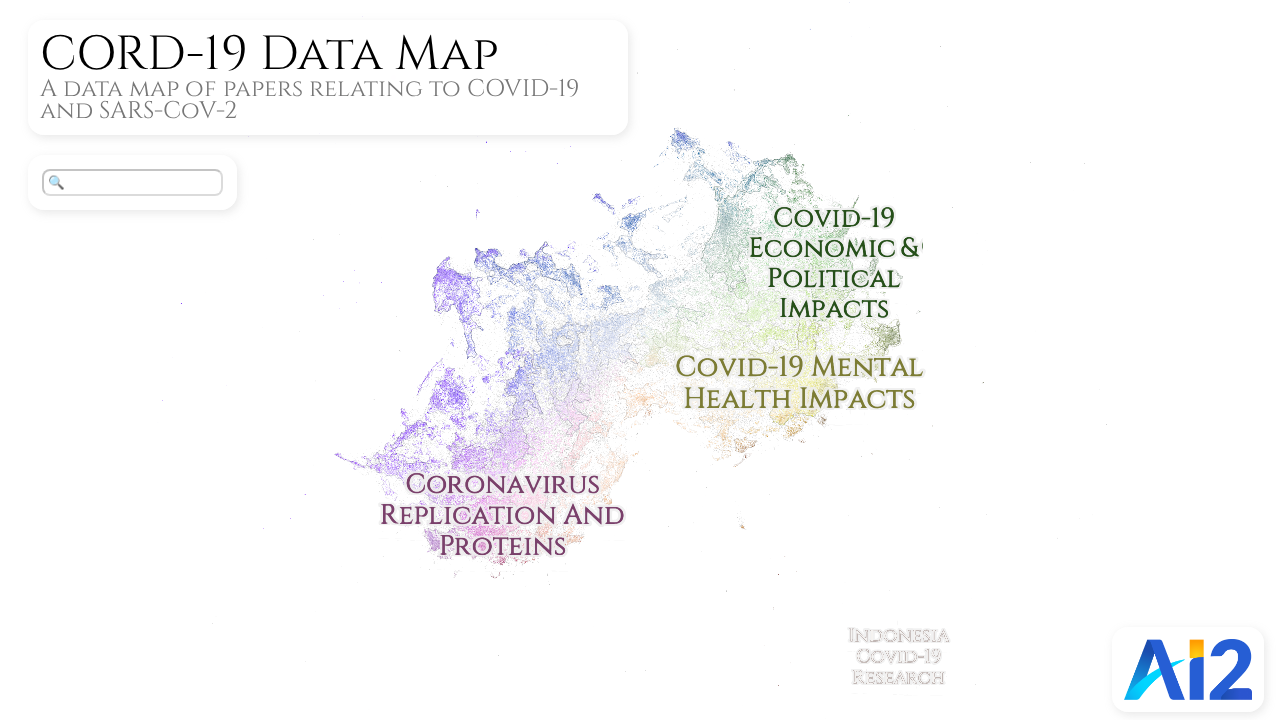 CORD-19 Data Map
A data map of papers relating to COVID-19
and SARS-CoV-2
Covid-19
Economic &
Political
Impacts
Covid-19 Mental
Health Impacts
Coronavirus
Replication And
Proteins
Indonesia
Covid-19
Research
Ai2